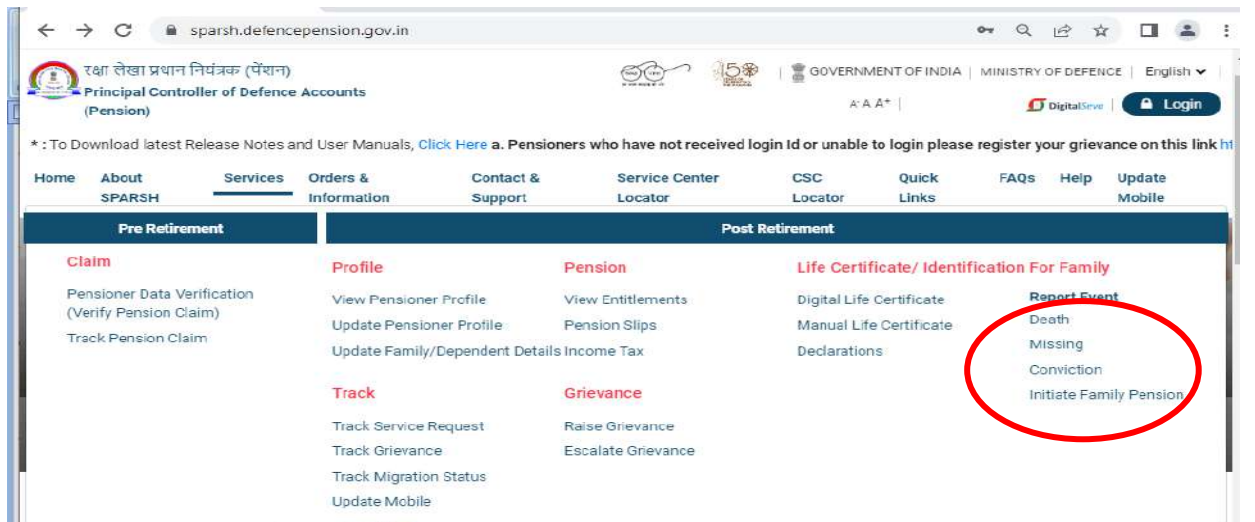 sparsh.defencepension.gov.in
रक्षा लेखा प्रधान नियंत्रक (पेंशन)
Principal Controller of Defence Accounts
(Pension)
GOVERNMENT OF INDIA | MINISTRY OF DEFENCE | English
A- A A+ | DigitalSeva | Login
* : To Download latest Release Notes and User Manuals, Click Here a. Pensioners who have not received login Id or unable to login please register your grievance on this link ht
Home About SPARSH Services Orders & Information Contact & Support Service Center Locator CSC Locator Quick Links FAQs Help Update Mobile
Pre Retirement Post Retirement
Claim
Pensioner Data Verification
(Verify Pension Claim)
Track Pension Claim
Profile
View Pensioner Profile
Update Pensioner Profile
Update Family/Dependent Details
Track
Track Service Request
Track Grievance
Track Migration Status
Update Mobile
Pension
View Entitlements
Pension Slips
Income Tax
Grievance
Raise Grievance
Escalate Grievance
Life Certificate/ Identification For Family
Digital Life Certificate
Manual Life Certificate
Declarations
Report Event
Death
Missing
Conviction
Initiate Family Pension